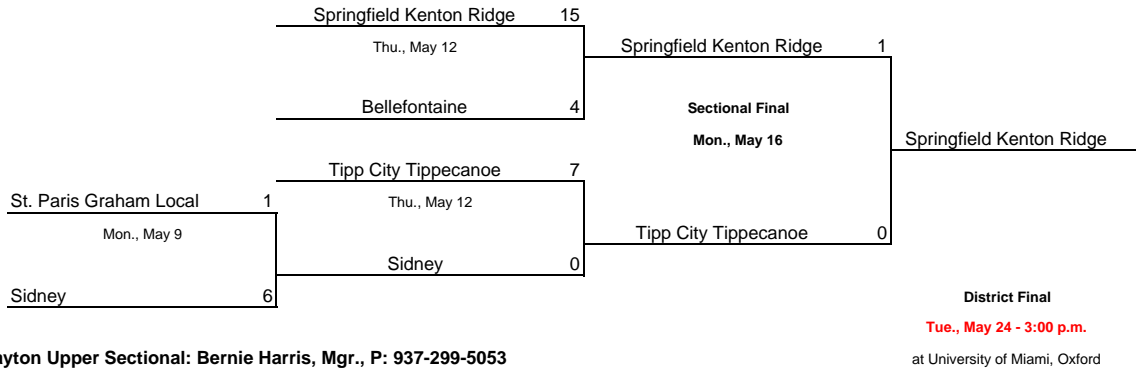 Springfield Kenton Ridge 15
Thu., May 12
Springfield Kenton Ridge 1
Bellefontaine 4
Sectional Final
Mon., May 16
Springfield Kenton Ridge
Tipp City Tippecanoe 7
St. Paris Graham Local 1
Thu., May 12
Mon., May 9
Tipp City Tippecanoe 0
Sidney 0
Sidney 6
District Final
Tue., May 24 - 3:00 p.m.
Upper Sectional: Bernie Harris, Mgr., P: 937-299-5053
at University of Miami, Oxford